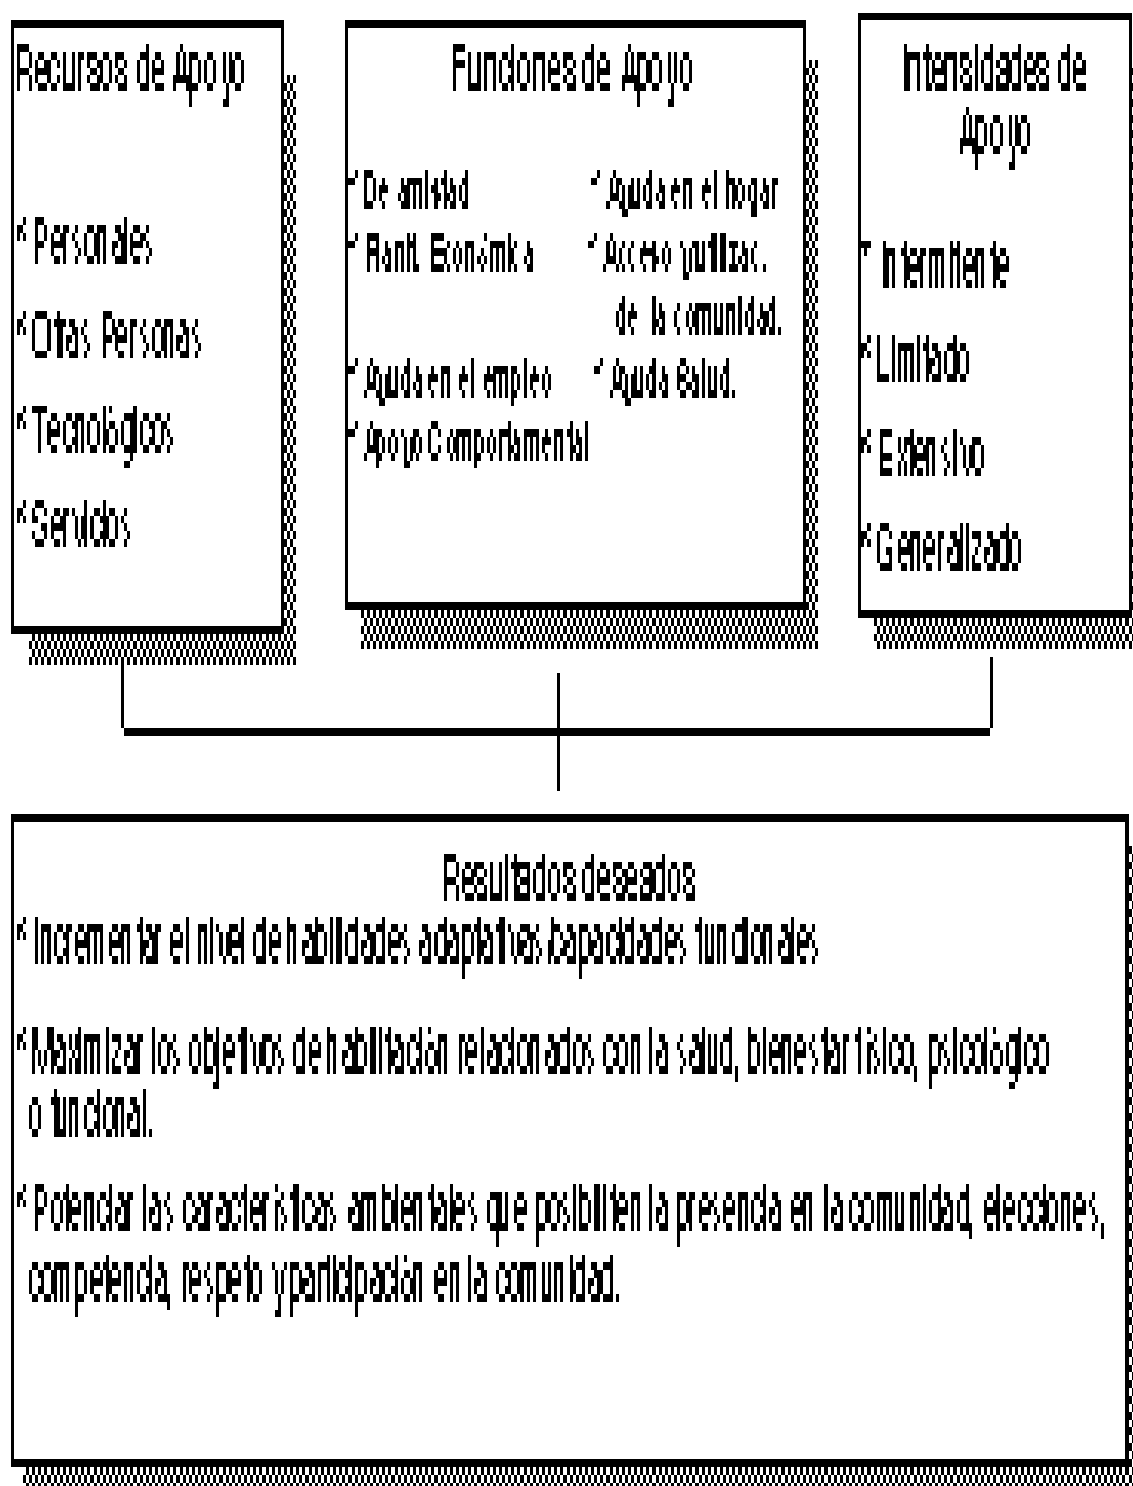 Recursos de Apoyo
* Personales
* Otras Personas
* Tecnológicos
* Servicios
Funciones de Apoyo
* De amistad
* Ayuda en el hogar
* Planif. Económica
* Acceso y utilizac.
de la comunidad.
* Ayuda en el empleo
* Ayuda Salud.
* Apoyo Comportamental
Intensidades de
Apoyo
* Intermitente
* Limitado
* Extensivo
* Generalizado
Resultados deseados
* Incrementar el nivel de habilidades adaptativas/capacidades funcionales
* Maximizar los objetivos de habilitación relacionados con la salud, bienestar físico, psicológico
o funcional.
* Potenciar las características ambientales que posibiliten la presencia en la comunidad, elecciones,
competencia, respeto y participación en la comunidad.